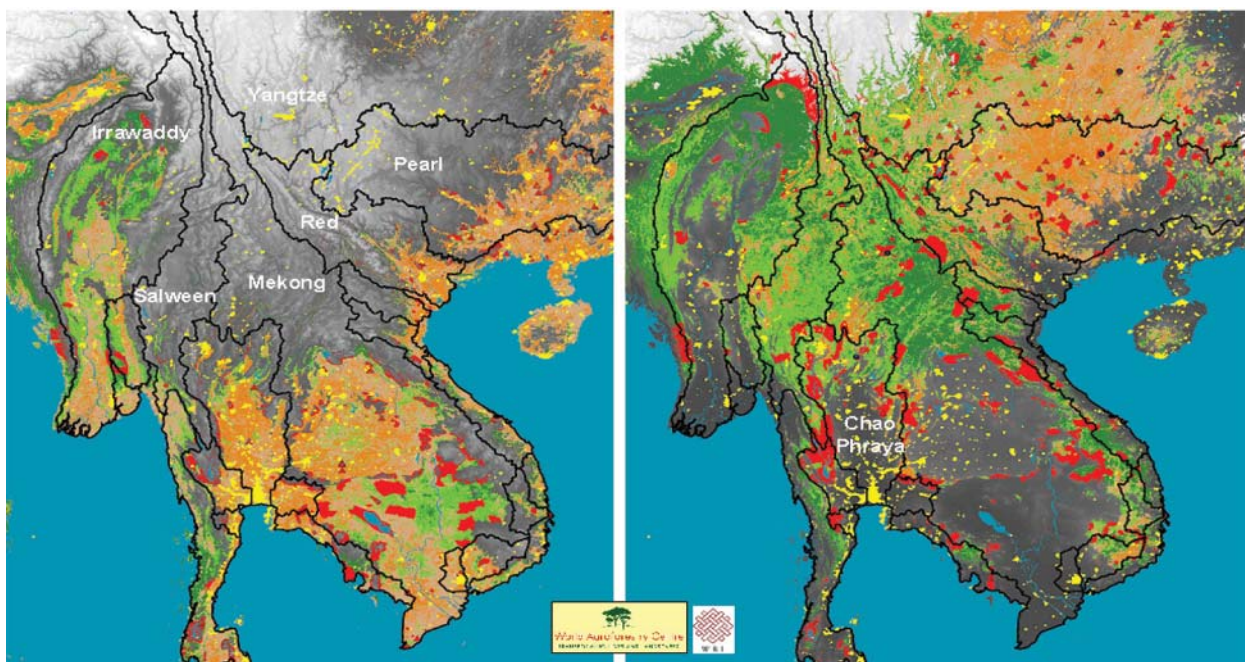 Yangtze
Irrawaddy
Pearl
Red
Mekong
Salween
Chao
Phraya
World Agroforestry Centre
WRI